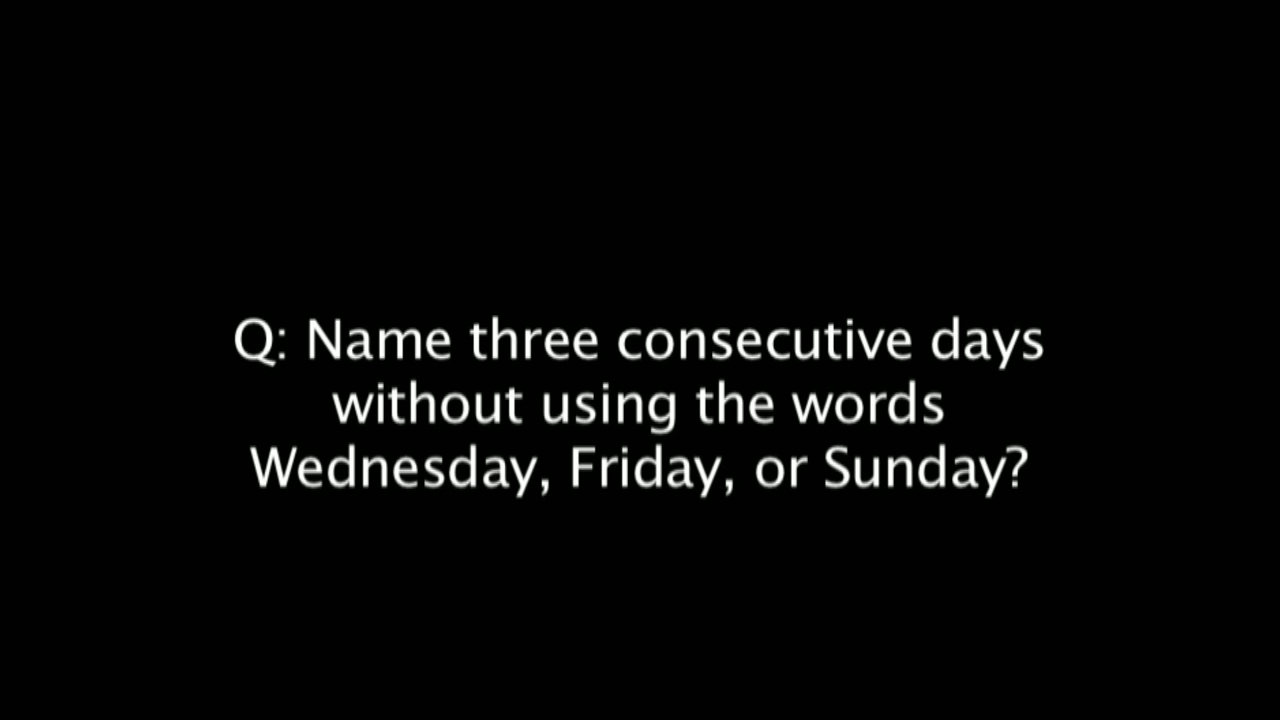 Q: Name three consecutive days
without using the words
Wednesday, Friday, or Sunday?